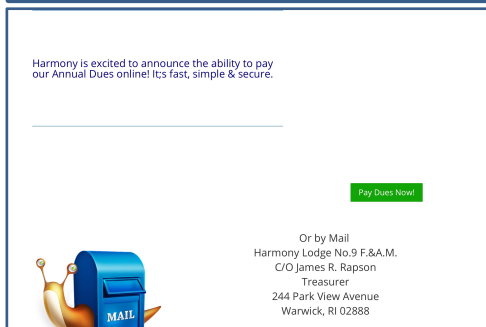 Harmony is excited to announce the ability to pay
our Annual Dues online! It;s fast, simple & secure.
Pay Dues Now!
Or by Mail
Harmony Lodge No.9 F.&A.M.
C/O James R. Rapson
Treasurer
244 Park View Avenue
Warwick, RI 02888
MAIL